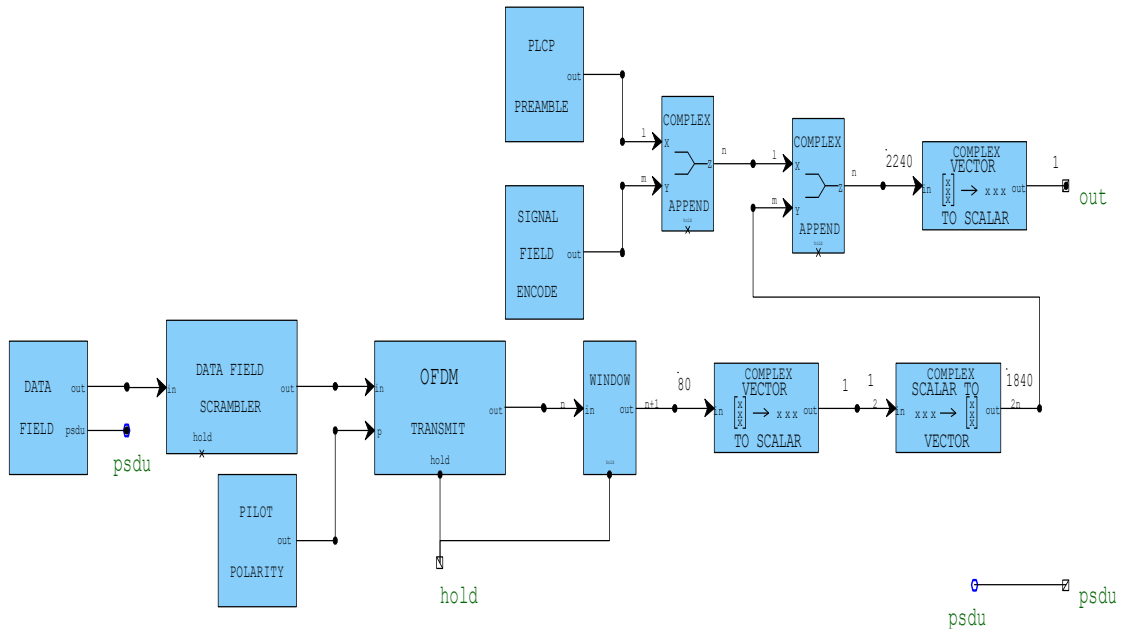 PLCP
out
PREAMBLE
COMPLEX
l
X
n
Z
m
Y
APPEND
hold
SIGNAL
FIELD
out
ENCODE
COMPLEX
l
X
n
Z
m
Y
APPEND
hold
2240
COMPLEX
VECTOR
in
[x x x] → x x x
out
TO SCALAR
1
out
DATA
out
FIELD
psdu
psdu
DATA FIELD
in
out
SCRAMBLER
hold
PILOT
out
POLARITY
OFDM
in
out
p
TRANSMIT
hold
hold
n
WINDOW
in
out
n+1
hold
80
COMPLEX
VECTOR
in
[x x x] → x x x
out
TO SCALAR
1
1
2
COMPLEX
SCALAR TO
in
x x x → [x x x]
out
VECTOR
1840
2n
psdu
psdu